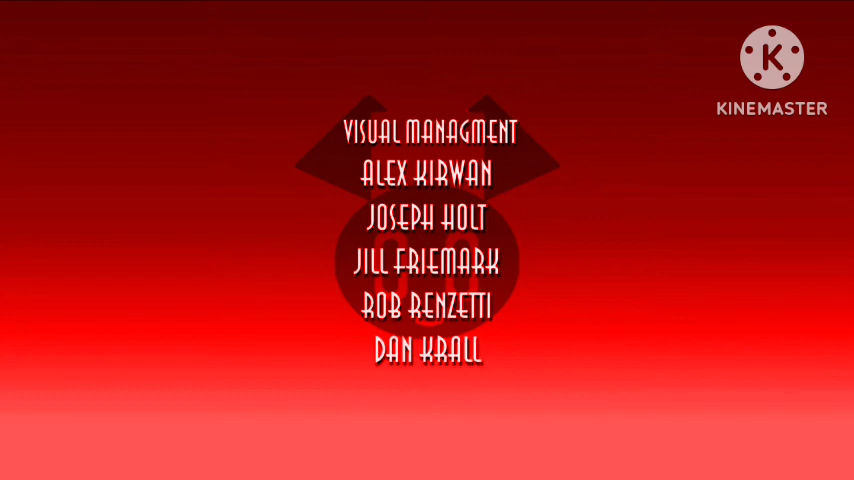 K
KINEMASTER
VISUAL MANAGMENT
ALEX KIRWAN
JOSEPH HOLT
JILL FRIEMARK
ROB RENZETTI
DAN KRALL